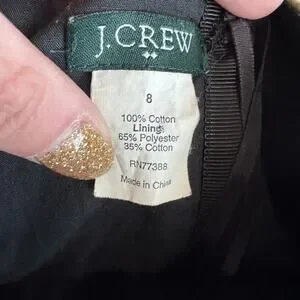 J.CREW
8
100% Cotton
Lining:
65% Polyester
35% Cotton
RN77388
Made in China